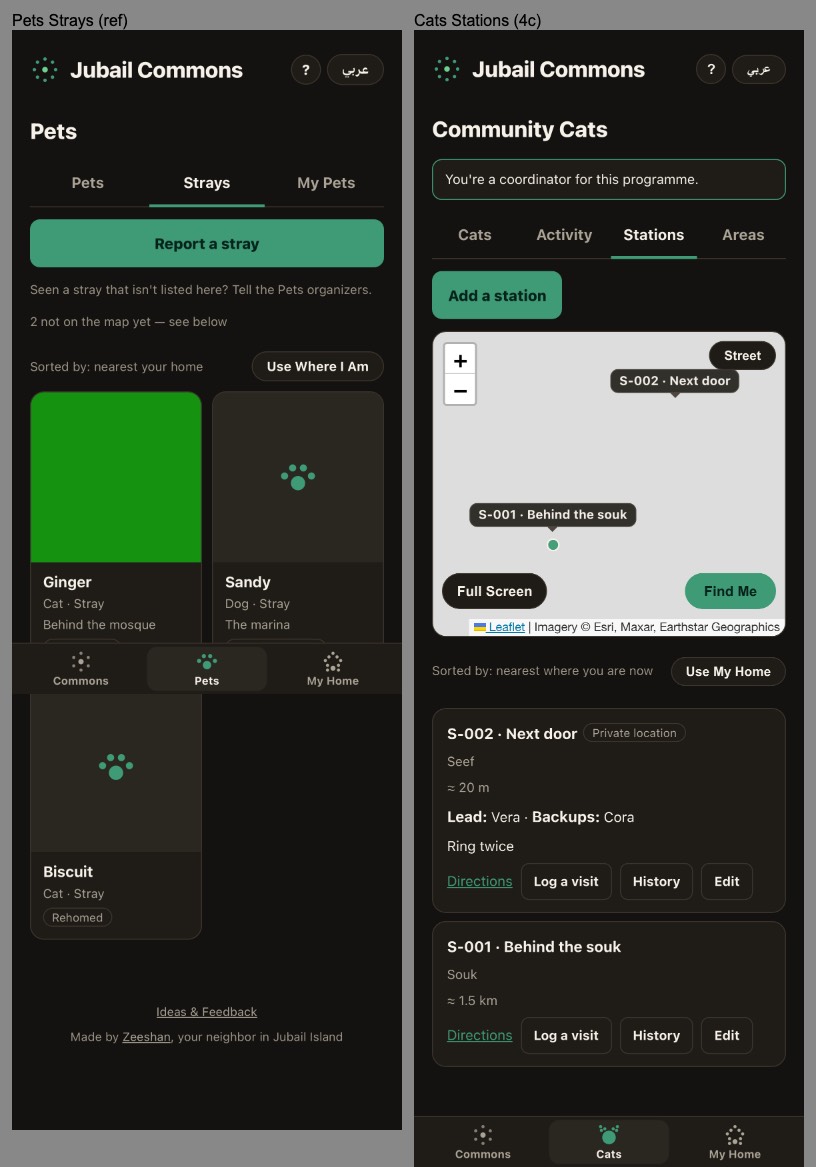 Pets Strays (ref)
Jubail Commons
?
عربي
Pets
Pets
Strays
My Pets
Report a stray
Seen a stray that isn't listed here? Tell the Pets organizers.
2 not on the map yet — see below
Sorted by: nearest your home
Use Where I Am
Ginger
Cat · Stray
Behind the mosque
Sandy
Dog · Stray
The marina
Commons
Pets
My Home
Biscuit
Cat · Stray
Rehomed
Ideas & Feedback
Made by Zeeshan, your neighbor in Jubail Island
Cats Stations (4c)
Jubail Commons
?
عربي
Community Cats
You're a coordinator for this programme.
Cats
Activity
Stations
Areas
Add a station
+
−
Street
S-002 · Next door
S-001 · Behind the souk
Full Screen
Find Me
Leaflet | Imagery © Esri, Maxar, Earthstar Geographics
Sorted by: nearest where you are now
Use My Home
S-002 · Next door
Private location
Seef
≈ 20 m
Lead: Vera · Backups: Cora
Ring twice
Directions
Log a visit
History
Edit
S-001 · Behind the souk
Souk
≈ 1.5 km
Directions
Log a visit
History
Edit
Commons
Cats
My Home